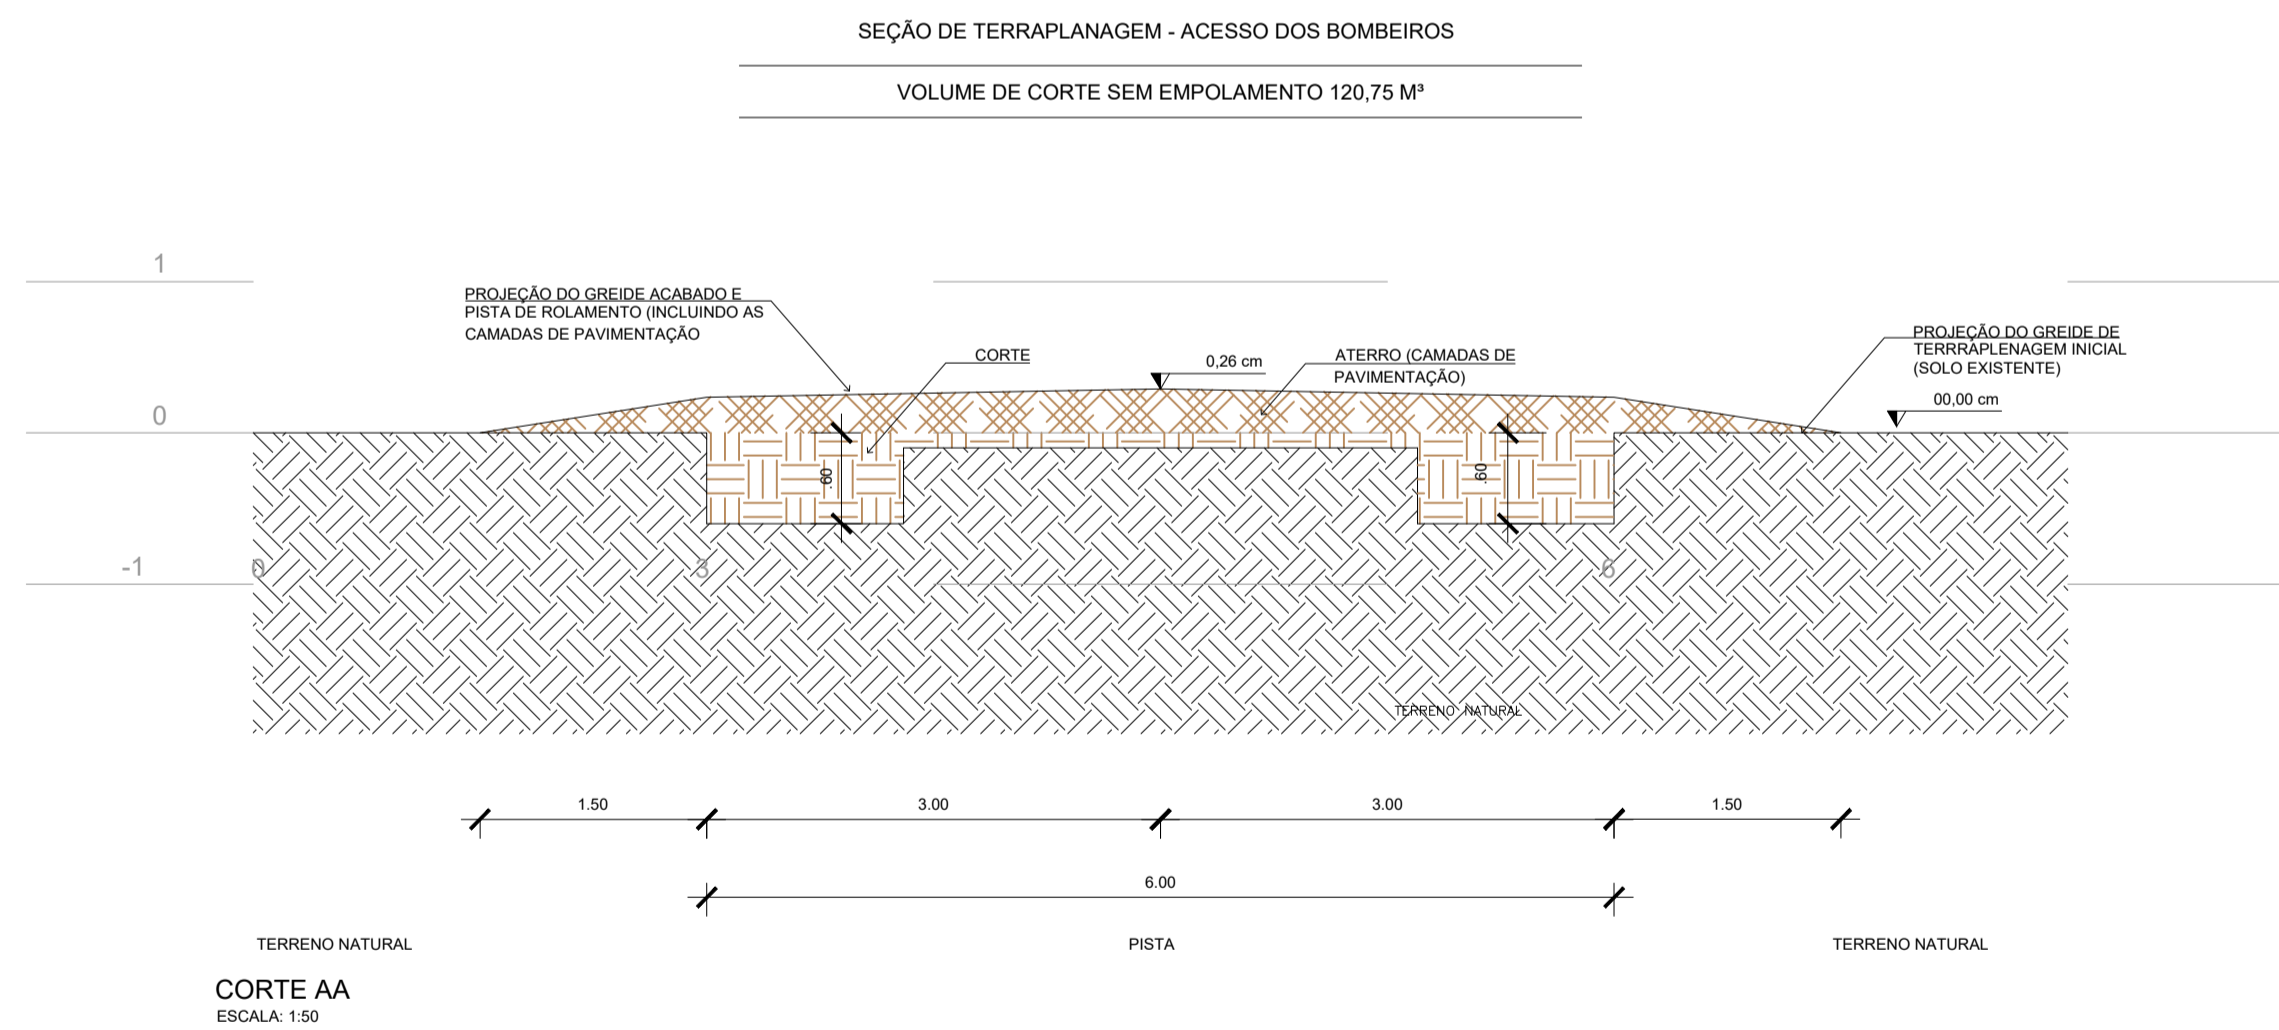 SEÇÃO DE TERRAPLANAGEM - ACESSO DOS BOMBEIROS
VOLUME DE CORTE SEM EMPOLAMENTO 120,75 M³
1
PROJEÇÃO DO GREIDE ACABADO E
PISTA DE ROLAMENTO (INCLUINDO AS
CAMADAS DE PAVIMENTAÇÃO
CORTE
0,26 cm
ATERRO (CAMADAS DE
PAVIMENTAÇÃO)
PROJEÇÃO DO GREIDE DE
TERRRAPLENAGEM INICIAL
(SOLO EXISTENTE)
00,00 cm
0
.60
.60
-1
0
3
6
TERRENO NATURAL
1.50
3.00
3.00
1.50
6.00
TERRENO NATURAL
PISTA
TERRENO NATURAL
CORTE AA
ESCALA: 1:50